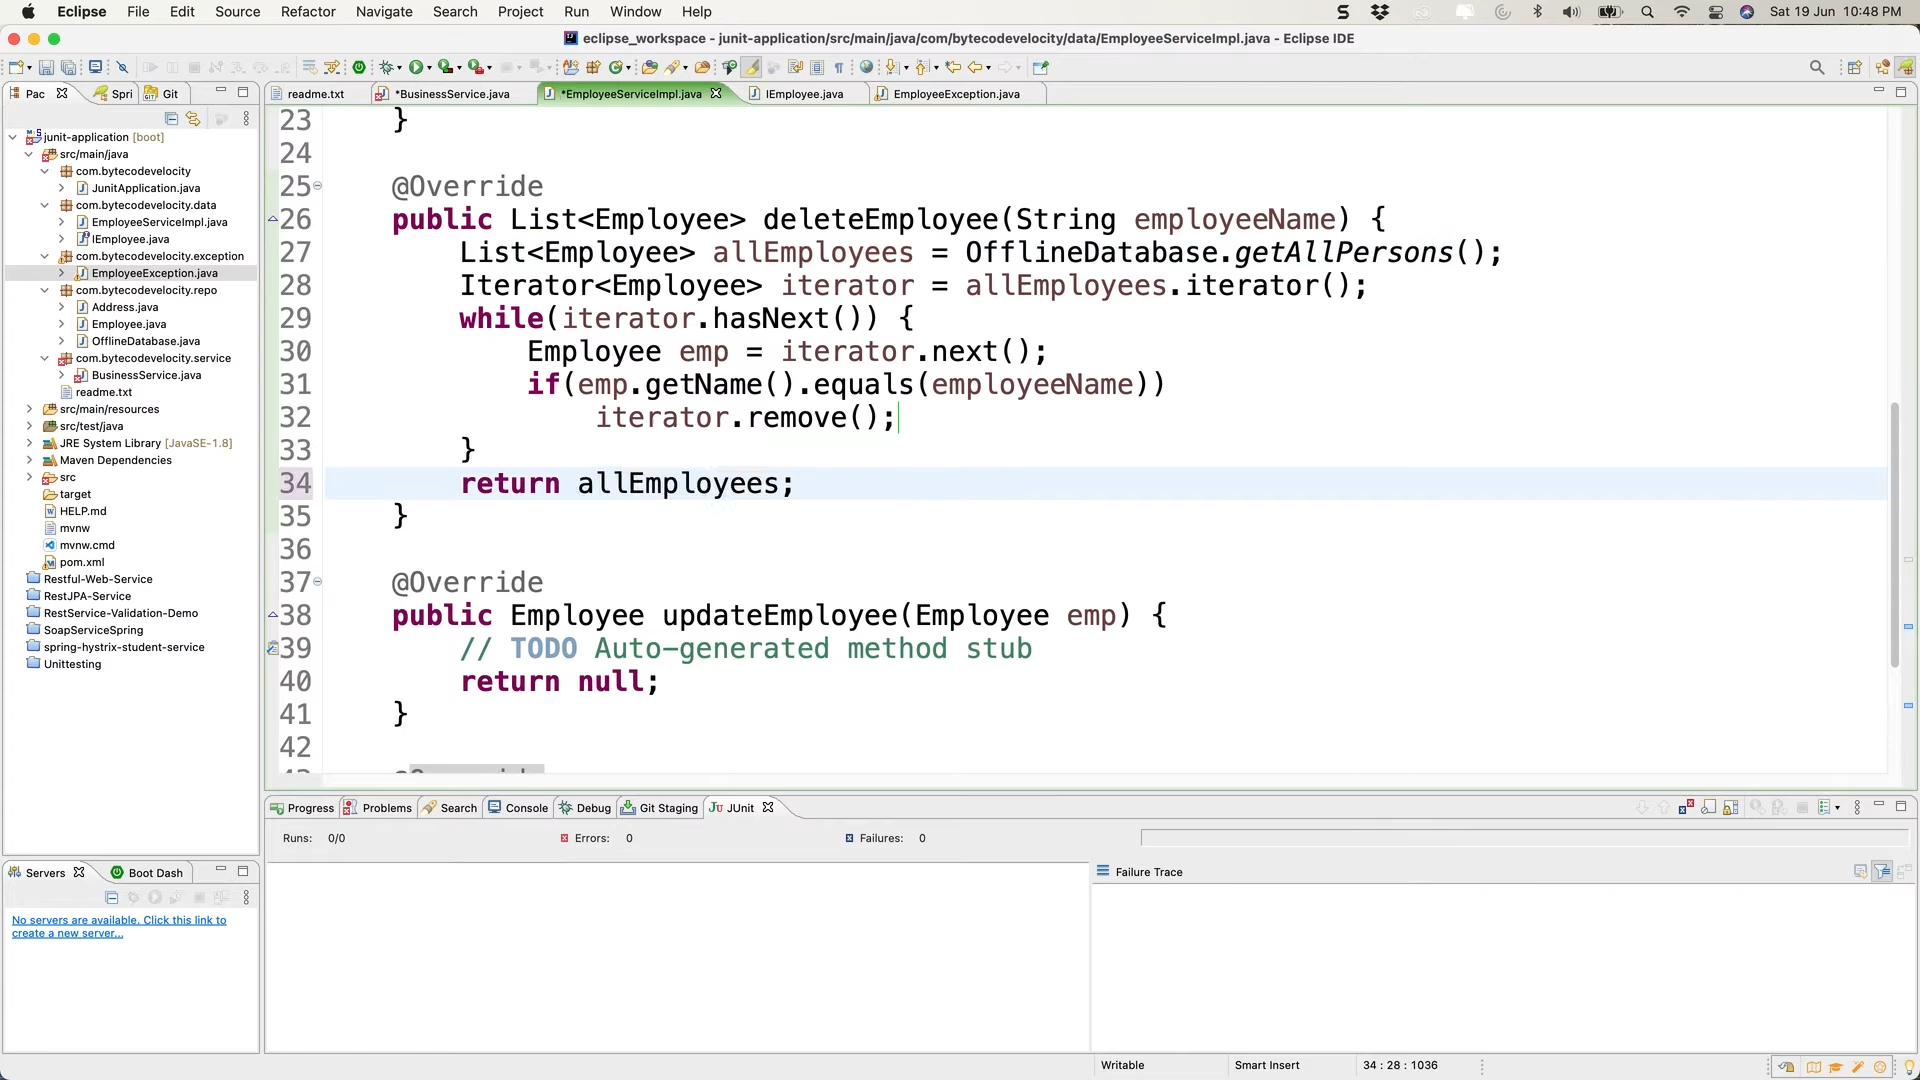 Eclipse File Edit Source Refactor Navigate Search Project Run Window Help Sat 19 Jun 10:48 PM
eclipse_workspace - junit-application/src/main/java/com/bytecodevelocity/data/EmployeeServiceImpl.java - Eclipse IDE
Pac Spri Git
readme.txt *BusinessService.java *EmployeeServiceImpl.java IEmployee.java EmployeeException.java
junit-application [boot]
src/main/java
com.bytecodevelocity
JunitApplication.java
com.bytecodevelocity.data
EmployeeServiceImpl.java
IEmployee.java
com.bytecodevelocity.exception
EmployeeException.java
com.bytecodevelocity.repo
Address.java
Employee.java
OfflineDatabase.java
com.bytecodevelocity.service
BusinessService.java
readme.txt
src/main/resources
src/test/java
JRE System Library [JavaSE-1.8]
Maven Dependencies
src
target
HELP.md
mvnw
mvnw.cmd
pom.xml
Restful-Web-Service
RestJPA-Service
RestService-Validation-Demo
SoapServiceSpring
spring-hystrix-student-service
Unittesting
23 }
24
25 @Override
26 public List<Employee> deleteEmployee(String employeeName) {
27 List<Employee> allEmployees = OfflineDatabase.getAllPersons();
28 Iterator<Employee> iterator = allEmployees.iterator();
29 while(iterator.hasNext()) {
30 Employee emp = iterator.next();
31 if(emp.getName().equals(employeeName))
32 iterator.remove();
33 }
34 return allEmployees;
35 }
36
37 @Override
38 public Employee updateEmployee(Employee emp) {
39 // TODO Auto-generated method stub
40 return null;
41 }
42
Progress Problems Search Console Debug Git Staging JUnit
Runs: 0/0 Errors: 0 Failures: 0
Failure Trace
Servers Boot Dash
No servers are available. Click this link to
create a new server...
Writable Smart Insert 34 : 28 : 1036